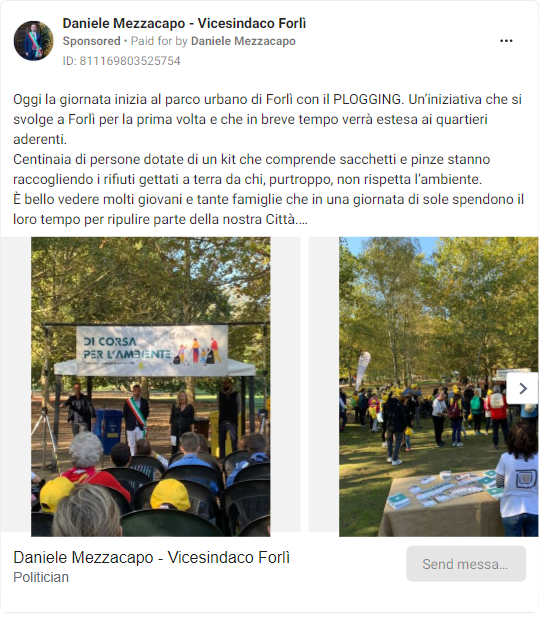 Daniele Mezzacapo - Vicesindaco Forlì
Sponsored • Paid for by Daniele Mezzacapo
ID: 811169803525754
Oggi la giornata inizia al parco urbano di Forlì con il PLOGGING. Un'iniziativa che si
svolge a Forlì per la prima volta e che in breve tempo verrà estesa ai quartieri
aderenti.
Centinaia di persone dotate di un kit che comprende sacchetti e pinze stanno
raccogliendo i rifiuti gettati a terra da chi, purtroppo, non rispetta l'ambiente.
È bello vedere molti giovani e tante famiglie che in una giornata di sole spendono il
loro tempo per ripulire parte della nostra Città....
DI CORSA
PER L'AMBIENTE
Daniele Mezzacapo - Vicesindaco Forlì
Politician
Send messa...